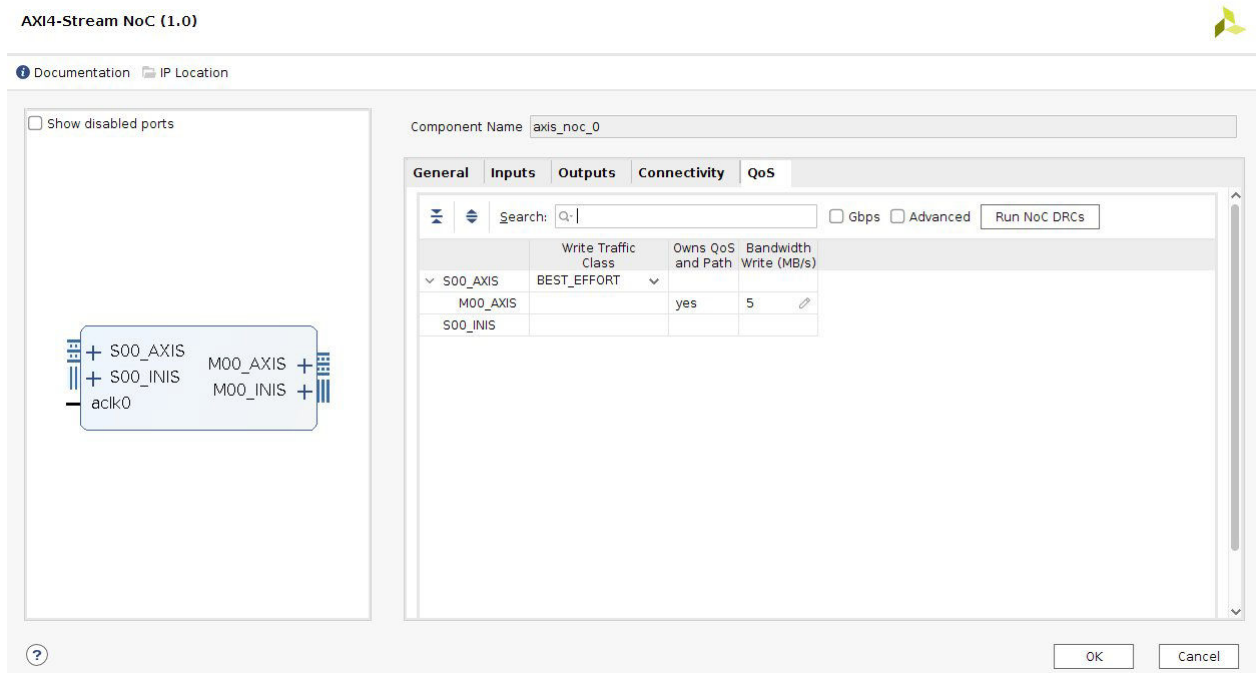 AXI4-Stream NoC (1.0)
Documentation IP Location
Show disabled ports
S00_AXIS
S00_INIS
aclk0
M00_AXIS
M00_INIS
Component Name axis_noc_0
General Inputs Outputs Connectivity QoS
Search: Gbps Advanced Run NoC DRCs
Write Traffic Class Owns QoS and Path Bandwidth Write (MB/s)
S00_AXIS BEST_EFFORT
M00_AXIS yes 5
S00_INIS
OK Cancel